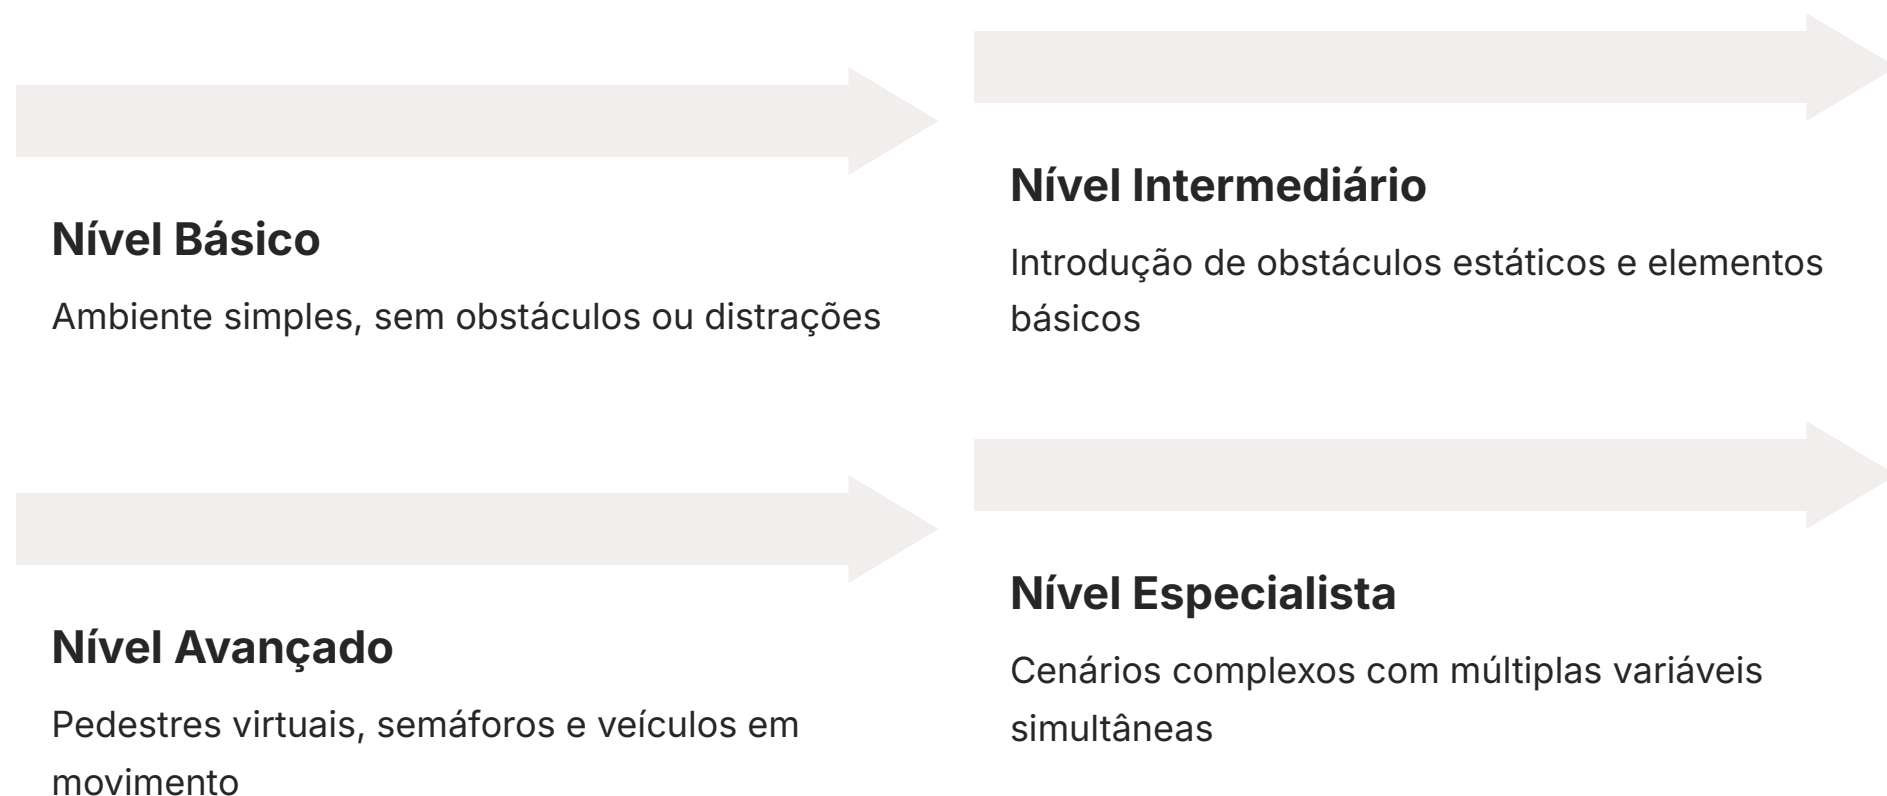 Nível Básico
Ambiente simples, sem obstáculos ou distrações
Nível Intermediário
Introdução de obstáculos estáticos e elementos
básicos
Nível Avançado
Pedestres virtuais, semáforos e veículos em
movimento
Nível Especialista
Cenários complexos com múltiplas variáveis
simultâneas